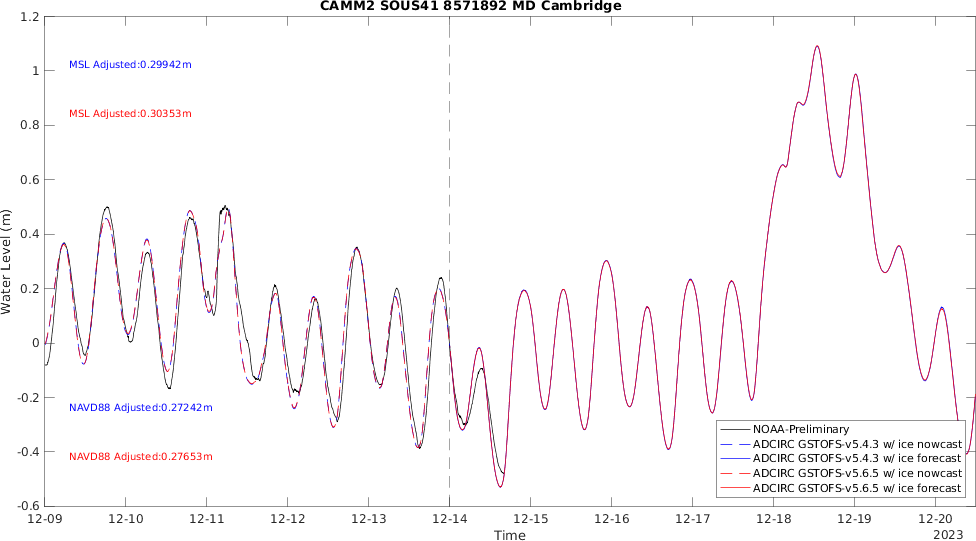 CAMM2 SOUS41 8571892 MD Cambridge
1.2
1
0.8
0.6
0.4
0.2
0
-0.2
-0.4
-0.6
Water Level (m)
MSL Adjusted:0.29942m
MSL Adjusted:0.30353m
NAVD88 Adjusted:0.27242m
NAVD88 Adjusted:0.27653m
NOAA-Preliminary
ADCIRC GSTOFS-v5.4.3 w/ ice nowcast
ADCIRC GSTOFS-v5.4.3 w/ ice forecast
ADCIRC GSTOFS-v5.6.5 w/ ice nowcast
ADCIRC GSTOFS-v5.6.5 w/ ice forecast
12-09 12-10 12-11 12-12 12-13 12-14 12-15 12-16 12-17 12-18 12-19 12-20
Time
2023